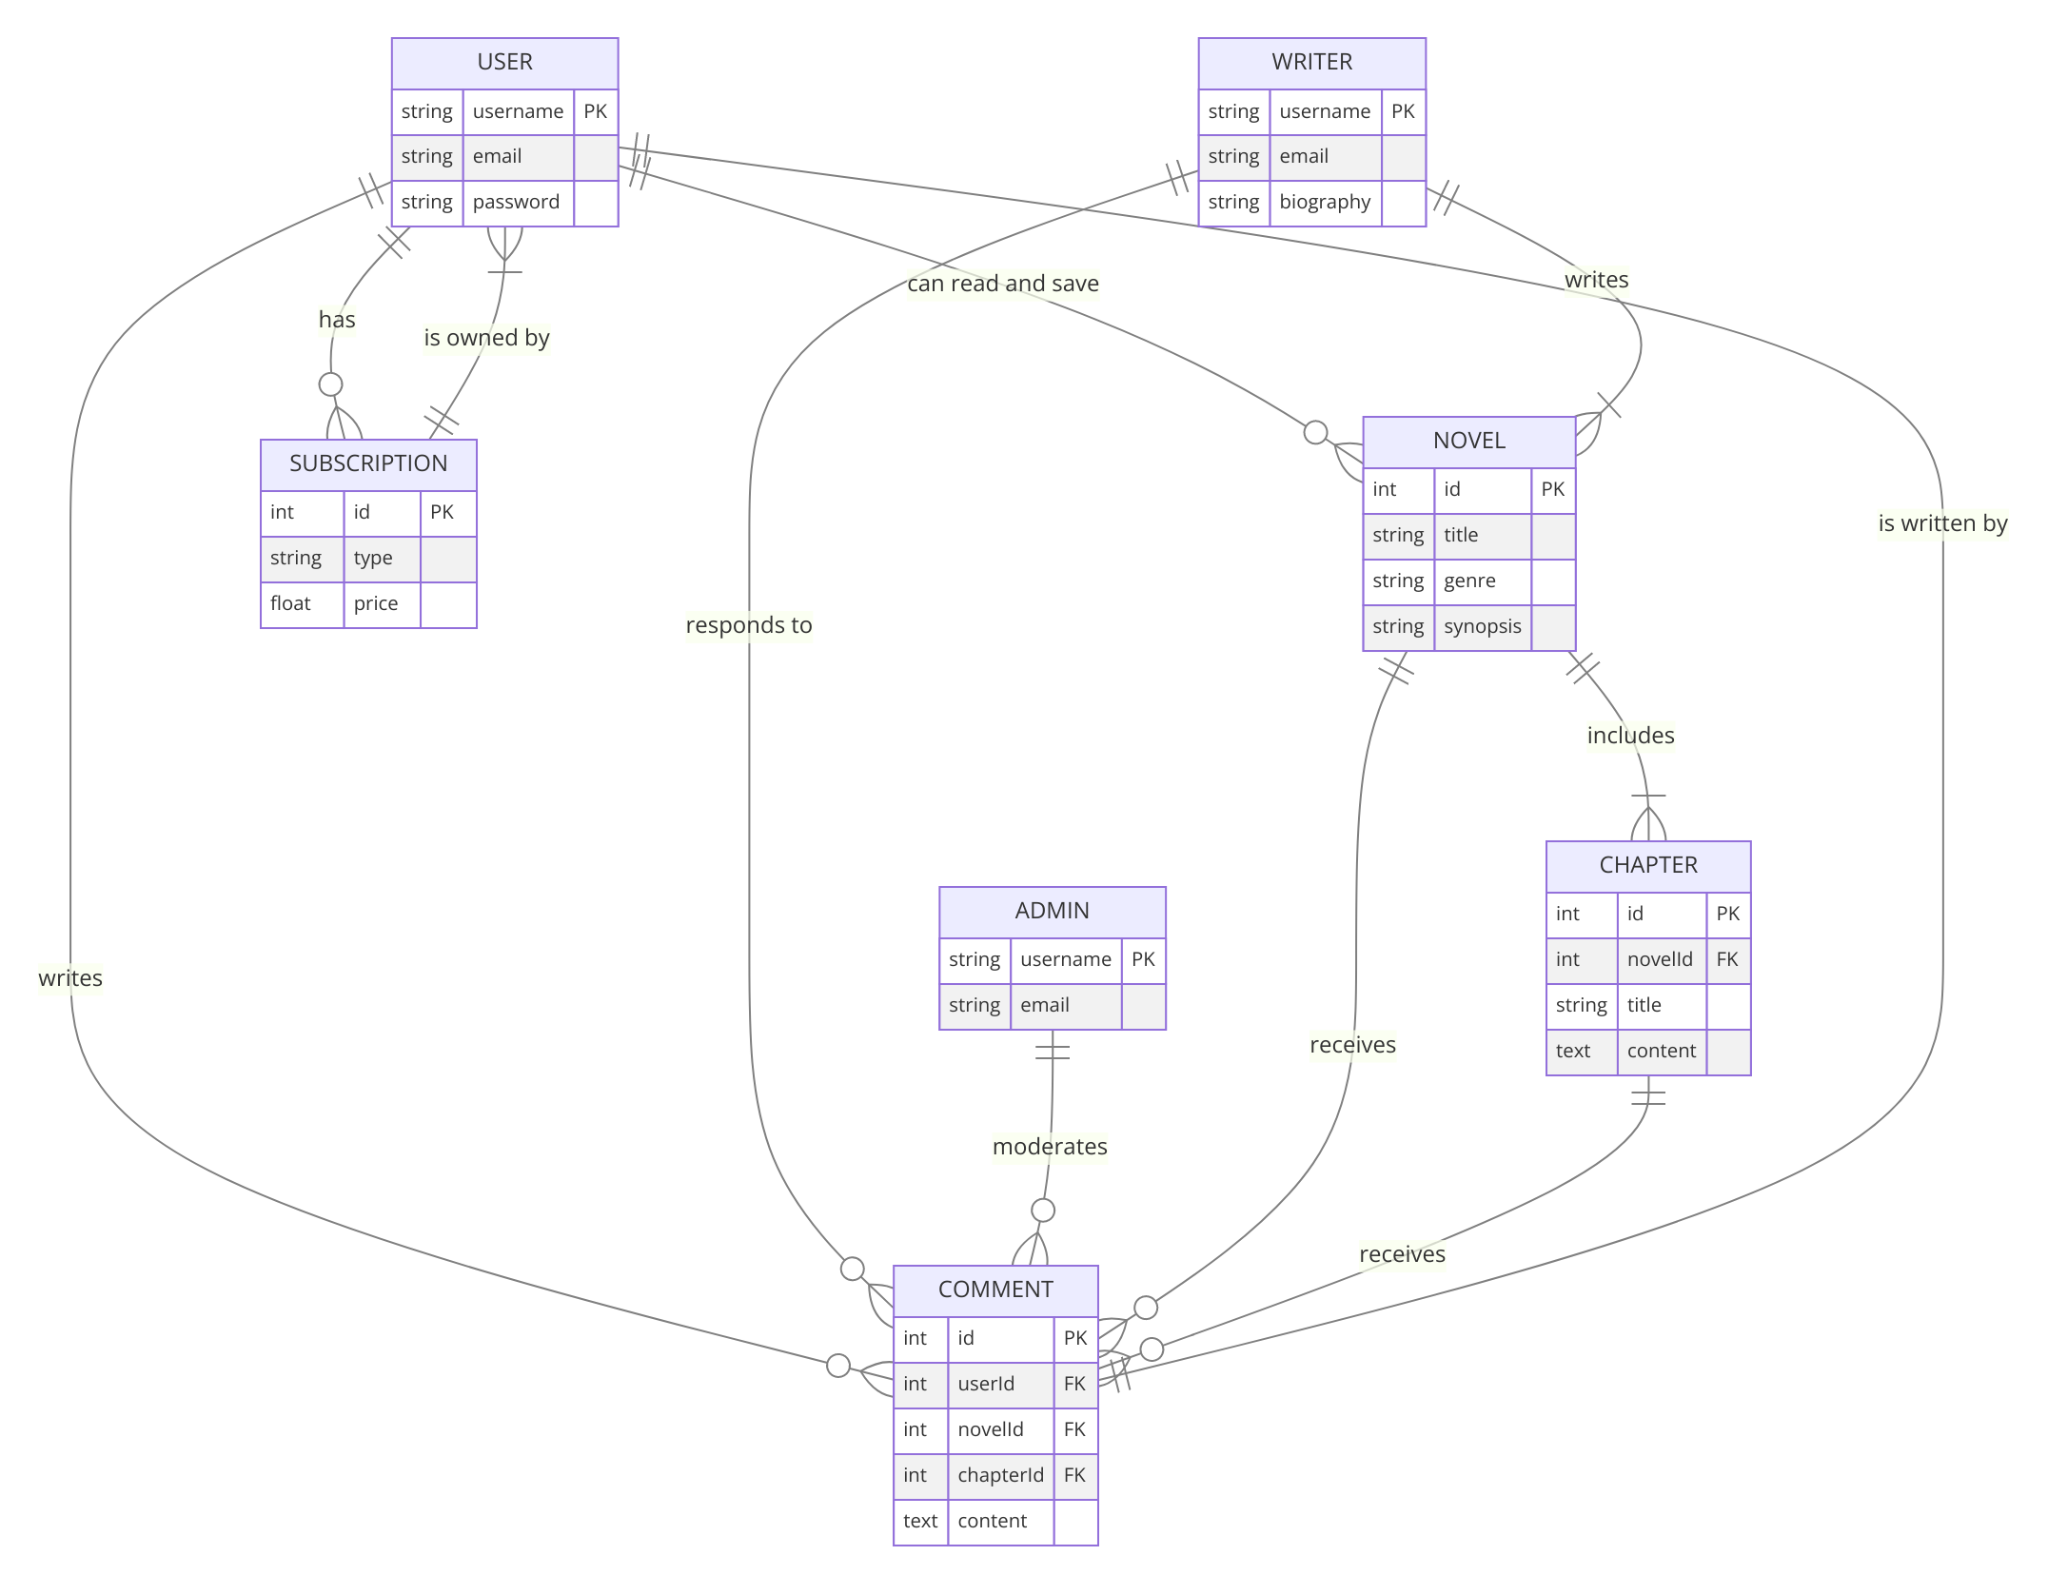 USER
string username PK
string email
string password
WRITER
string username PK
string email
string biography
can read and save
writes
has
is owned by
SUBSCRIPTION
int id PK
string type
float price
NOVEL
int id PK
string title
string genre
string synopsis
is written by
responds to
includes
CHAPTER
int id PK
int novelId FK
string title
text content
ADMIN
string username PK
string email
writes
receives
moderates
receives
COMMENT
int id PK
int userId FK
int novelId FK
int chapterId FK
text content